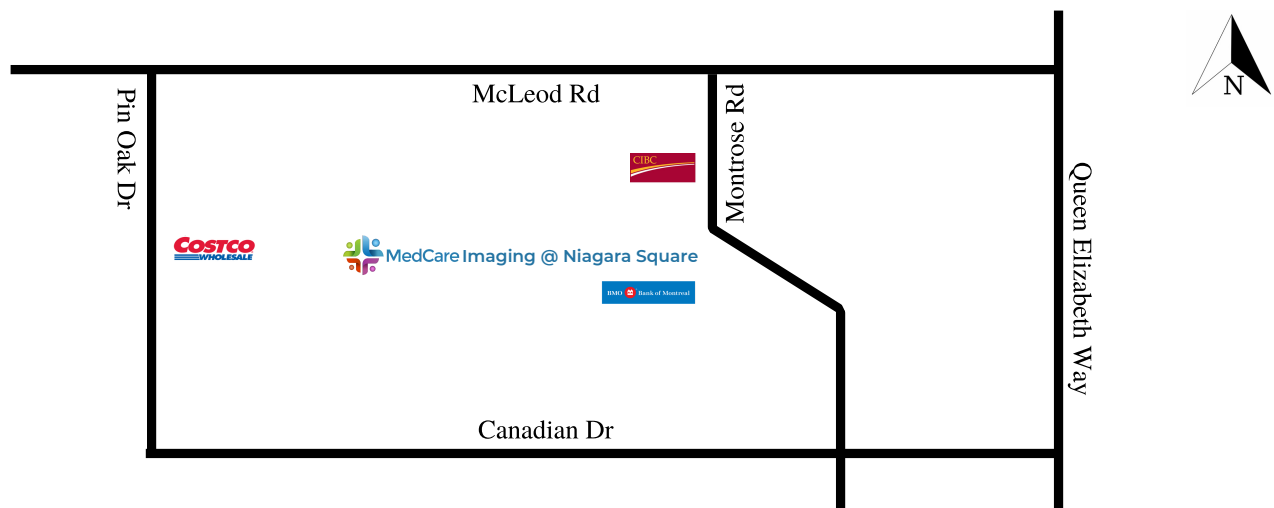 McLeod Rd
Pin Oak Dr
Montrose Rd
N
CIBC
Queen Elizabeth Way
COSTCO
WHOLESALE
MedCare Imaging @ Niagara Square
BMO Bank of Montreal
Canadian Dr